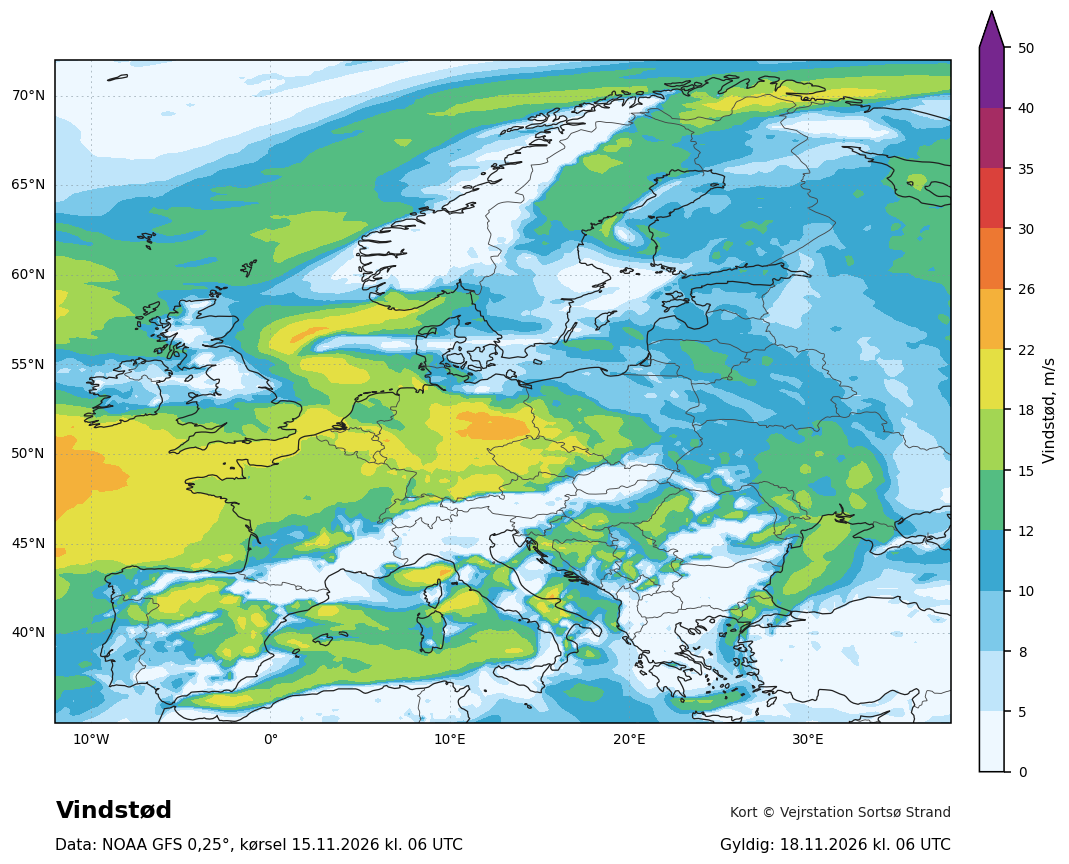 50
40
35
30
26
22
18
15
12
10
8
5
0
Vindstød, m/s
70°N
65°N
60°N
55°N
50°N
45°N
40°N
10°W
0°
10°E
20°E
30°E
Vindstød
Kort © Vejrstation Sortsø Strand
Data: NOAA GFS 0,25°, kørsel 15.11.2026 kl. 06 UTC
Gyldig: 18.11.2026 kl. 06 UTC